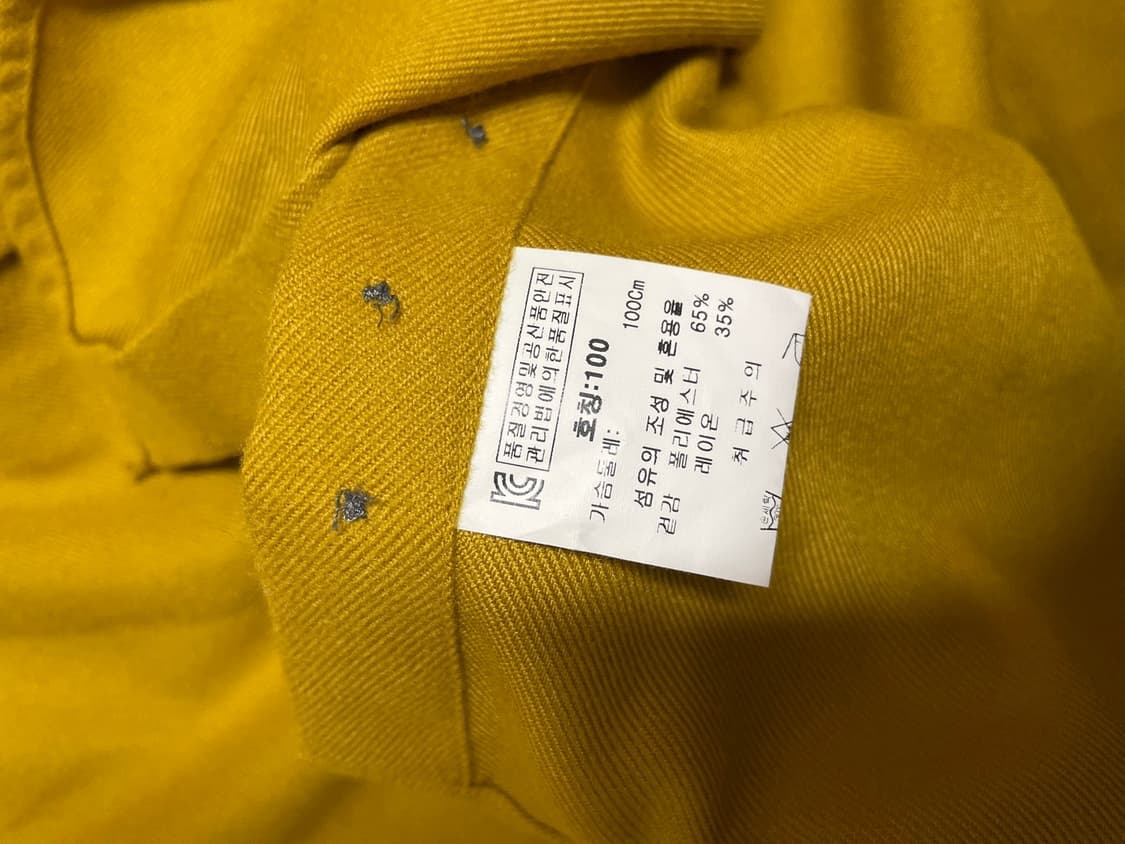 품질경영및공산품안전
관리법에의한품질표시
호칭:100
가슴둘레: 100Cm
섬유의 조성 및 혼용율
겉감 폴리에스터 65%
레이온 35%
취 급 주 의